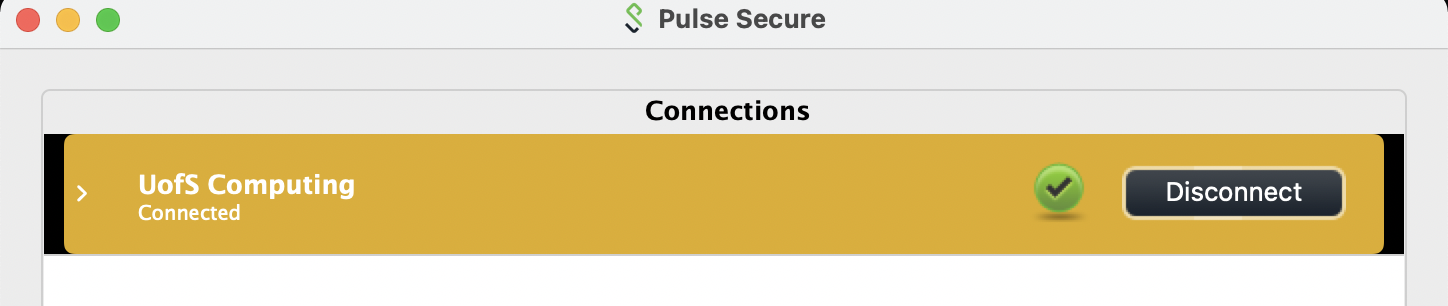 Pulse Secure
Connections
UofS Computing
Connected
Disconnect